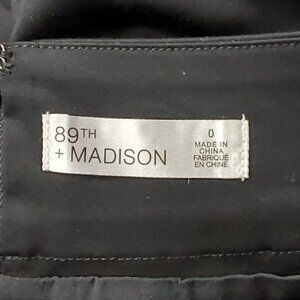 89TH
+ MADISON
0
MADE IN
CHINA
FABRIQUÉ
EN CHINE